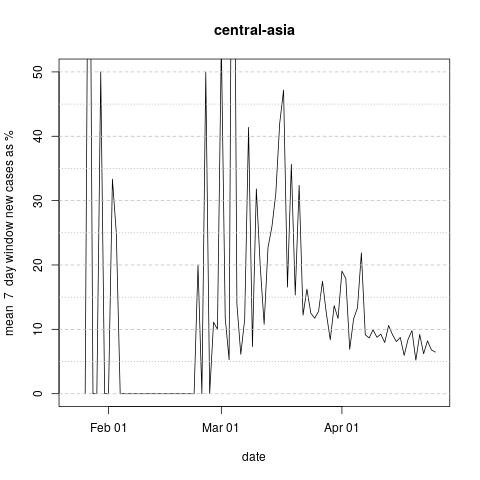 central-asia
mean 7 day window new cases as %
50
40
30
20
10
0
Feb 01
Mar 01
Apr 01
date